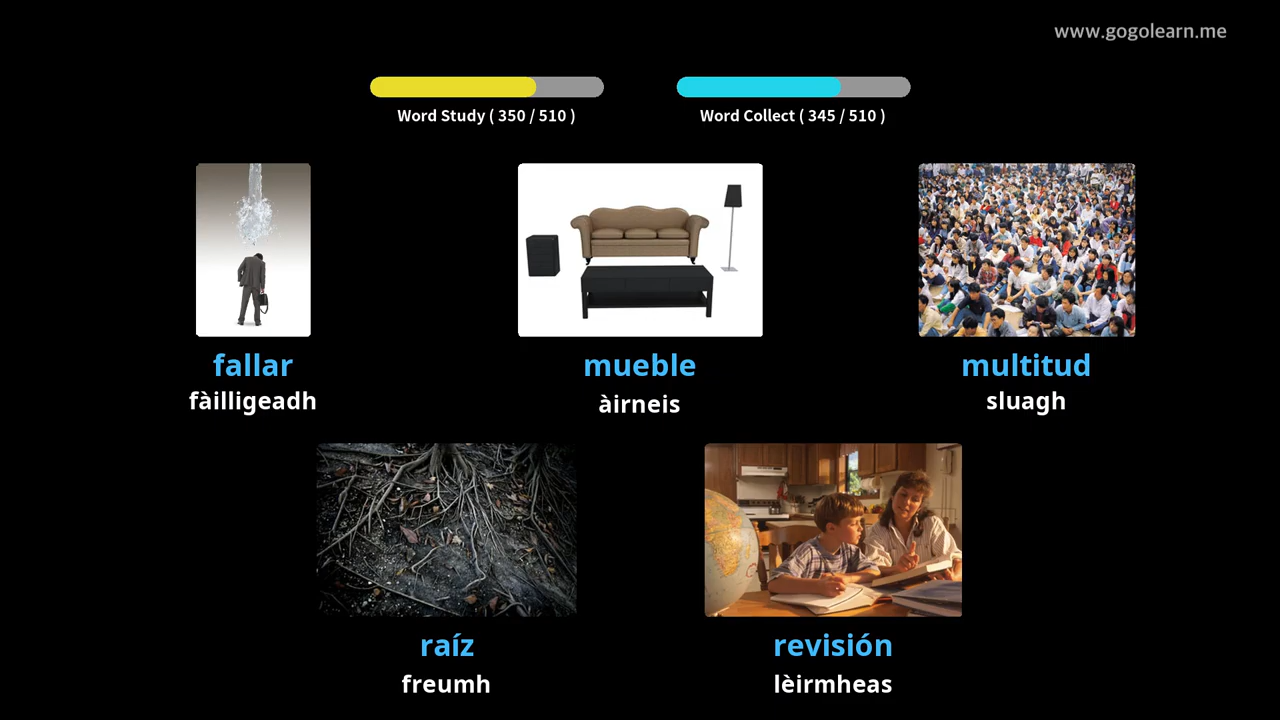 www.gogolearn.me
Word Study ( 350 / 510 )
Word Collect ( 345 / 510 )
fallar
fàilligeadh
mueble
àirneis
multitud
sluagh
raíz
freumh
revisión
lèirmheas